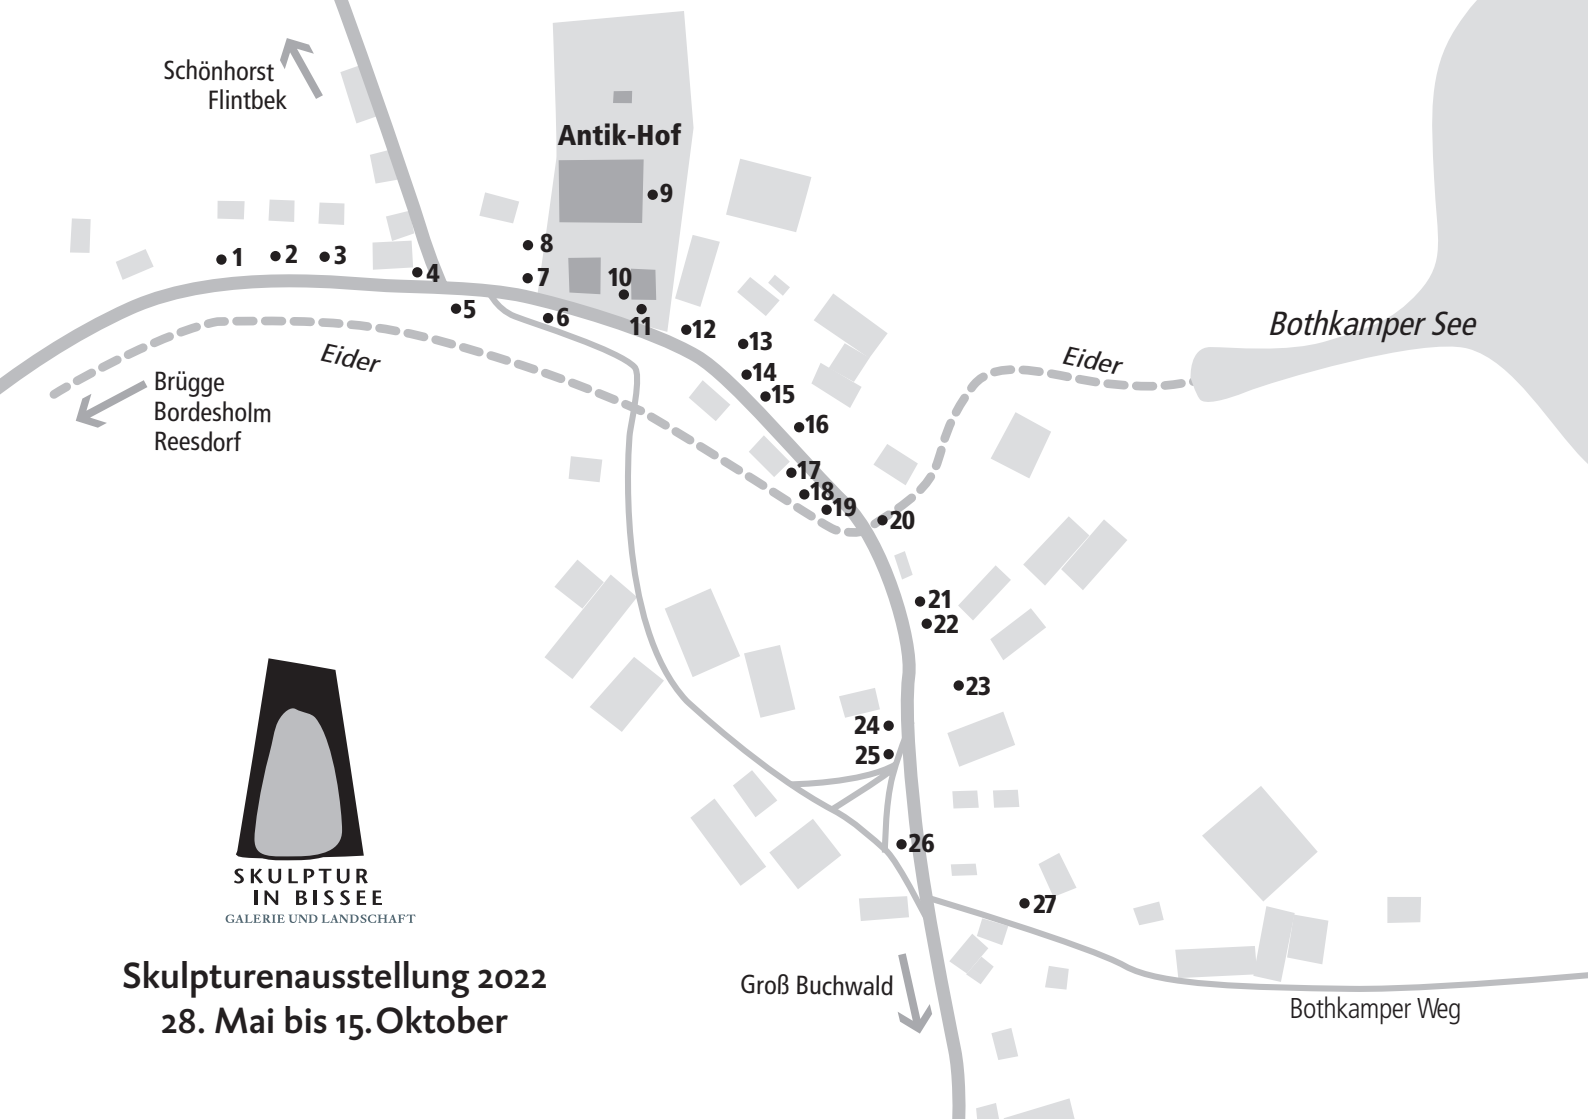 Schönhorst
Flintbek
Antik-Hof
9
1
2
3
4
8
7
10
5
6
11
12
13
14
15
16
17
18
19
20
Eider
Eider
Bothkamper See
Brügge
Bordesholm
Reesdorf
21
22
23
24
25
26
27
SKULPTUR
IN BISSEE
GALERIE UND LANDSCHAFT
Skulpturenausstellung 2022
28. Mai bis 15. Oktober
Groß Buchwald
Bothkamper Weg